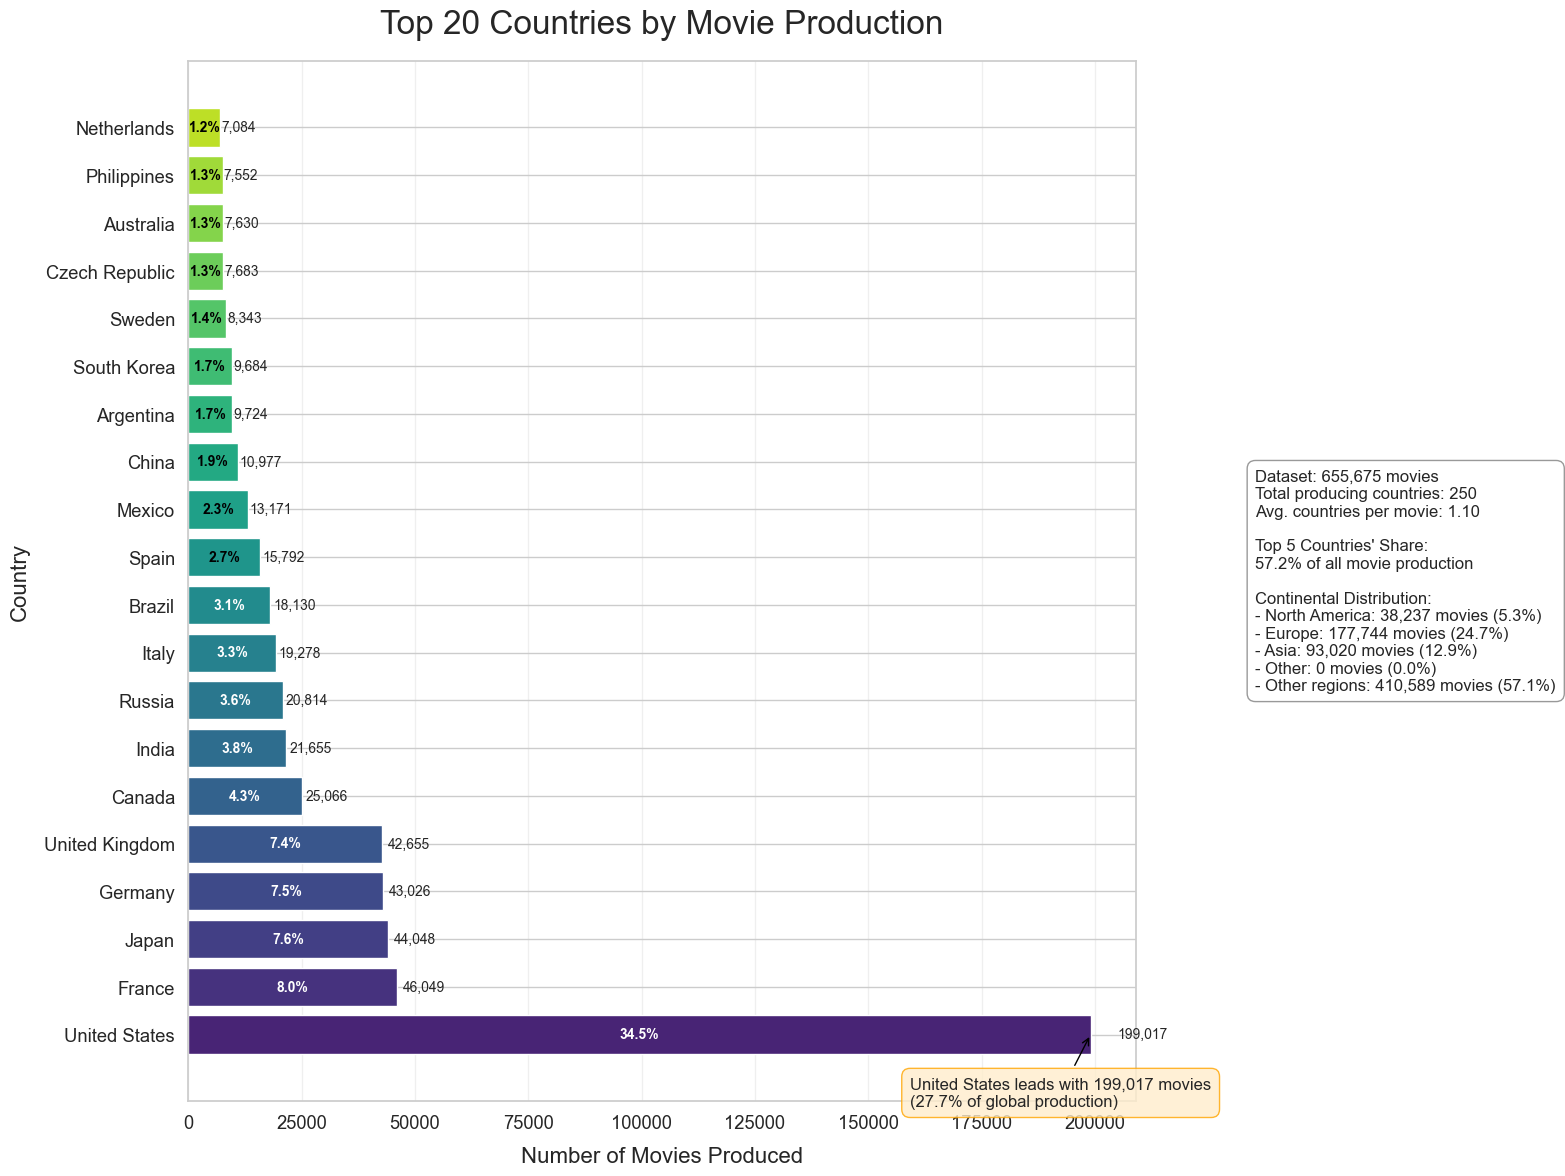 Top 20 Countries by Movie Production
Country
Netherlands 1.2% 7,084
Philippines 1.3% 7,552
Australia 1.3% 7,630
Czech Republic 1.3% 7,683
Sweden 1.4% 8,343
South Korea 1.7% 9,684
Argentina 1.7% 9,724
China 1.9% 10,977
Mexico 2.3% 13,171
Spain 2.7% 15,792
Brazil 3.1% 18,130
Italy 3.3% 19,278
Russia 3.6% 20,814
India 3.8% 21,655
Canada 4.3% 25,066
United Kingdom 7.4% 42,655
Germany 7.5% 43,026
Japan 7.6% 44,048
France 8.0% 46,049
United States 34.5% 199,017
United States leads with 199,017 movies
(27.7% of global production)
0 25000 50000 75000 100000 125000 150000 175000 200000
Number of Movies Produced
Dataset: 655,675 movies
Total producing countries: 250
Avg. countries per movie: 1.10
Top 5 Countries' Share:
57.2% of all movie production
Continental Distribution:
- North America: 38,237 movies (5.3%)
- Europe: 177,744 movies (24.7%)
- Asia: 93,020 movies (12.9%)
- Other: 0 movies (0.0%)
- Other regions: 410,589 movies (57.1%)